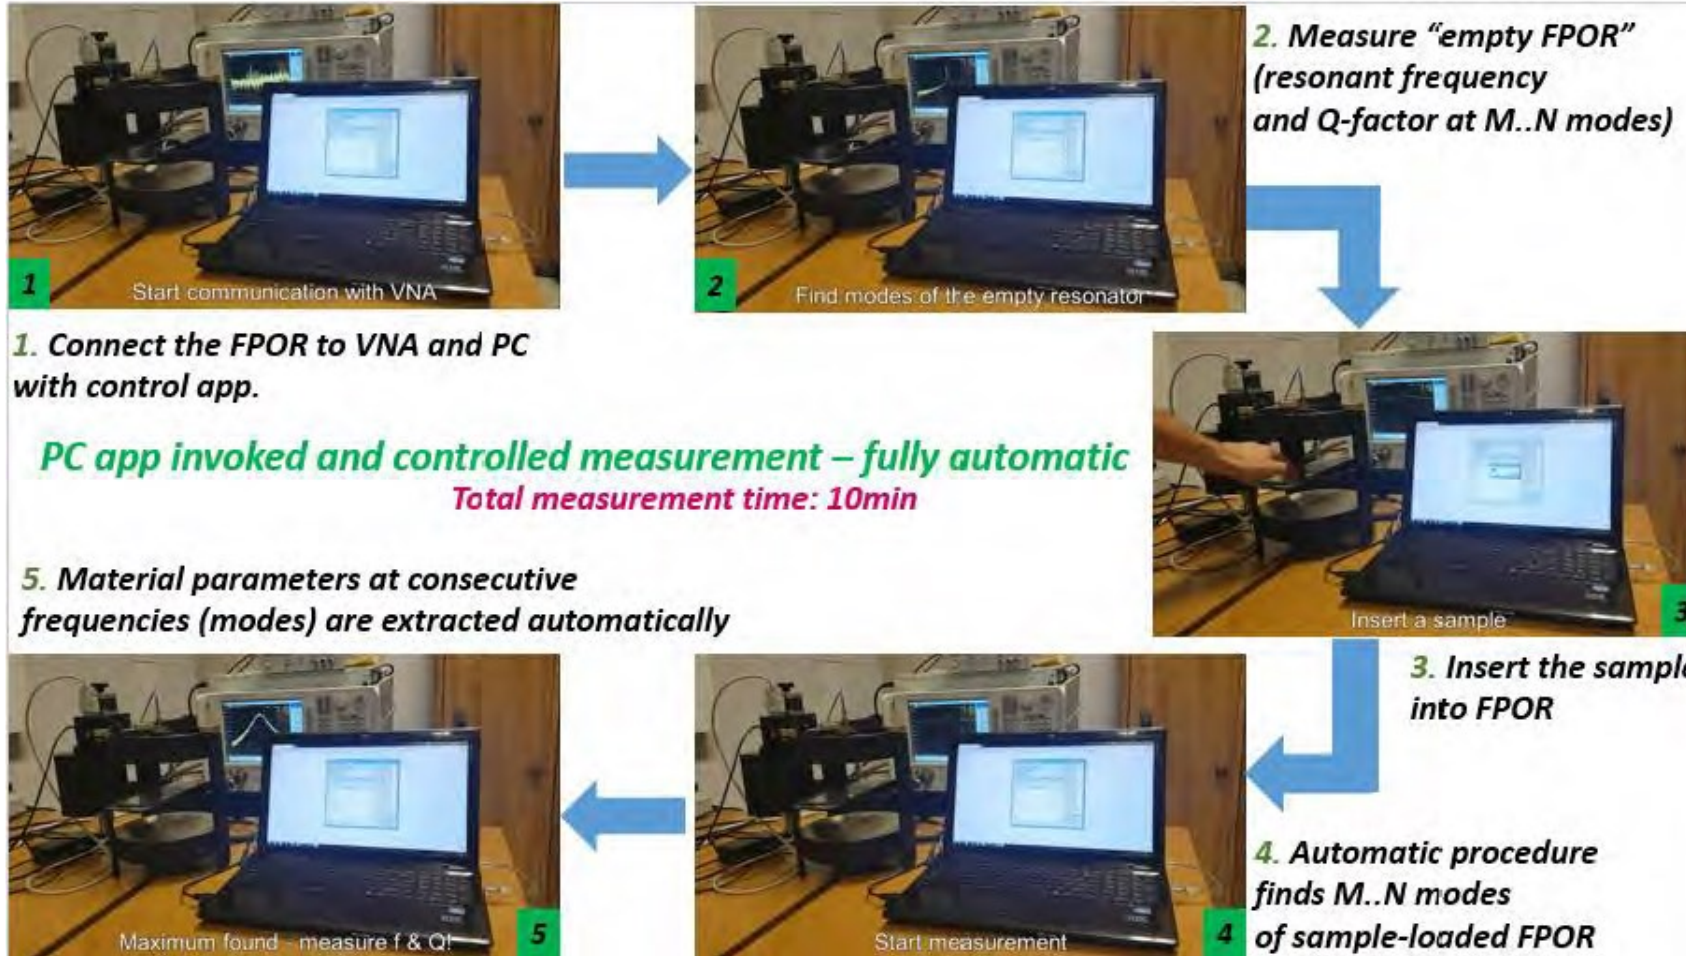 1
Start communication with VNA
2
Find modes of the empty resonator
2. Measure “empty FPOR”
(resonant frequency
and Q-factor at M..N modes)
1. Connect the FPOR to VNA and PC
with control app.
PC app invoked and controlled measurement – fully automatic
Total measurement time: 10min
Insert a sample
3
3. Insert the sample
into FPOR
5. Material parameters at consecutive
frequencies (modes) are extracted automatically
Maximum found - measure f & Q!
5
Start measurement
4
4. Automatic procedure
finds M..N modes
of sample-loaded FPOR